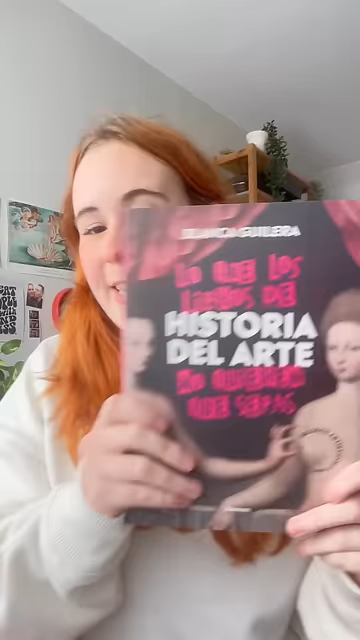 BLANCA GUILERA
LO QUE LOS
LIBROS DE
HISTORIA
DEL ARTE
NO QUIEREN
QUE SEPAS